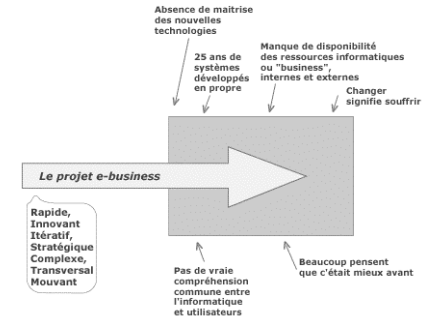 Absence de maitrise
des nouvelles
technologies
25 ans de
systèmes
développés
en propre
Manque de disponibilité
des ressources informatiques
ou "business",
internes et externes
Changer
signifie souffrir
Le projet e-business
Rapide,
Innovant
Itératif,
Stratégique
Complexe,
Transversal
Mouvant
Pas de vraie
compréhension
commune entre
l'informatique
et utilisateurs
Beaucoup pensent
que c'était mieux avant